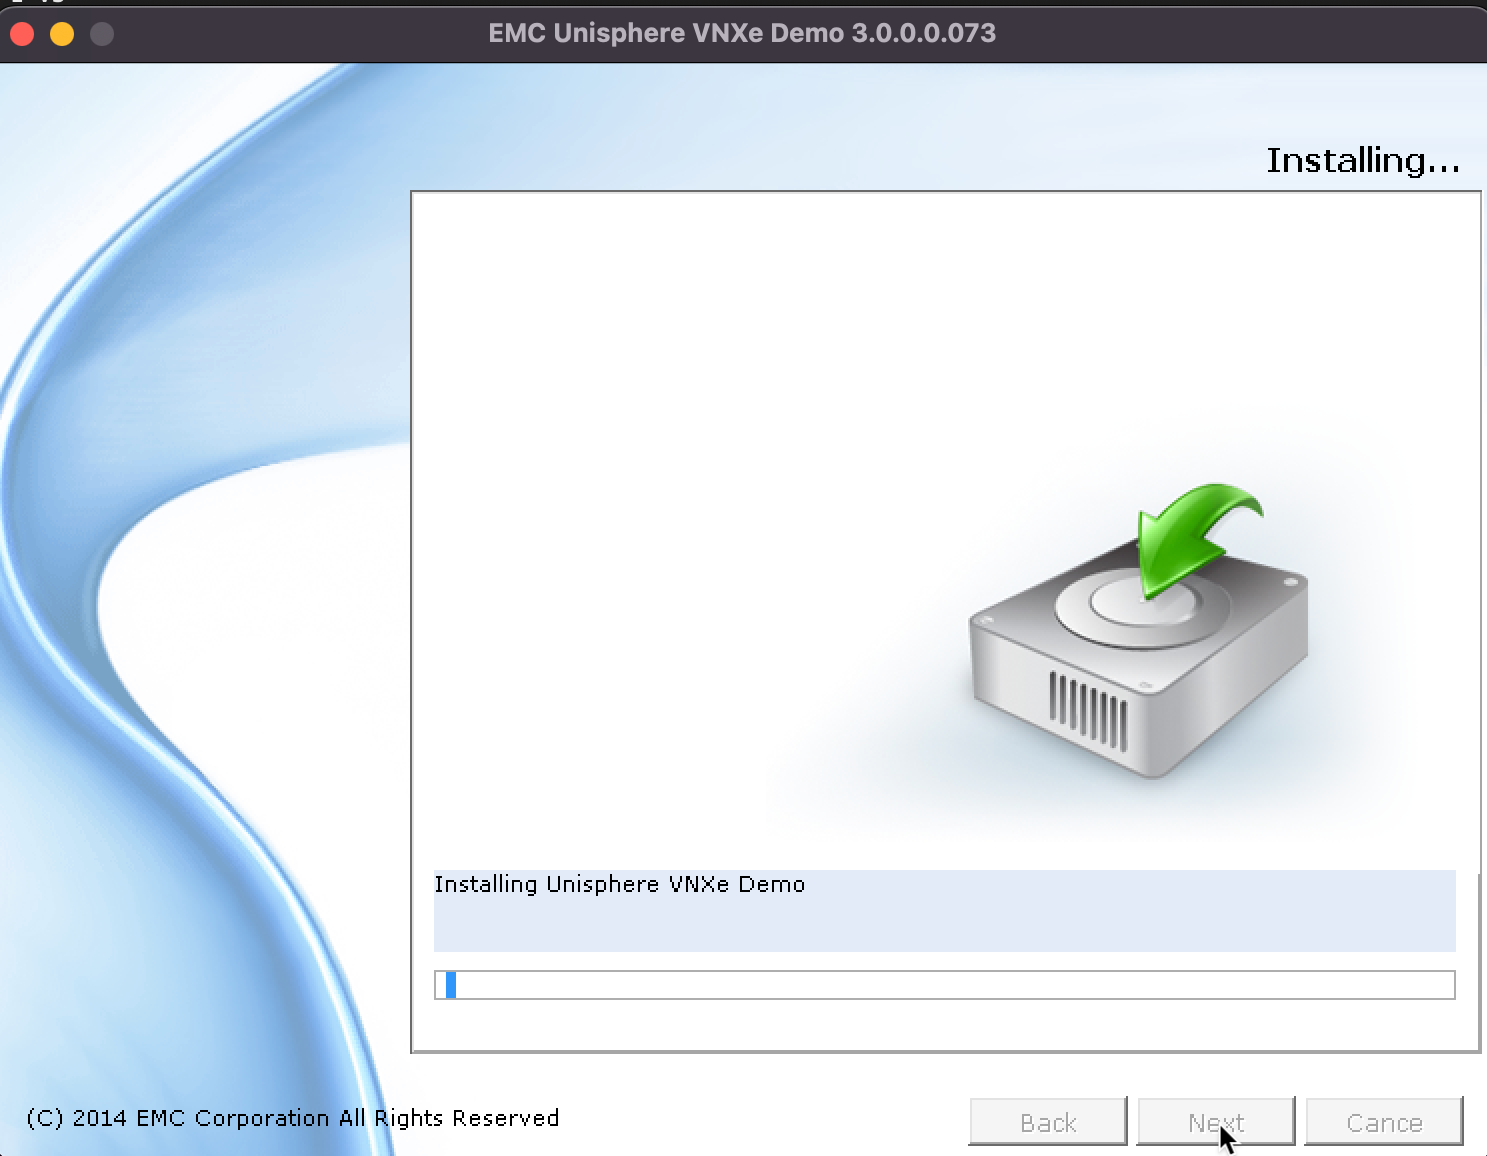 EMC Unisphere VNXe Demo 3.0.0.0.073
Installing...
Installing Unisphere VNXe Demo
(C) 2014 EMC Corporation All Rights Reserved
Back
Next
Cance